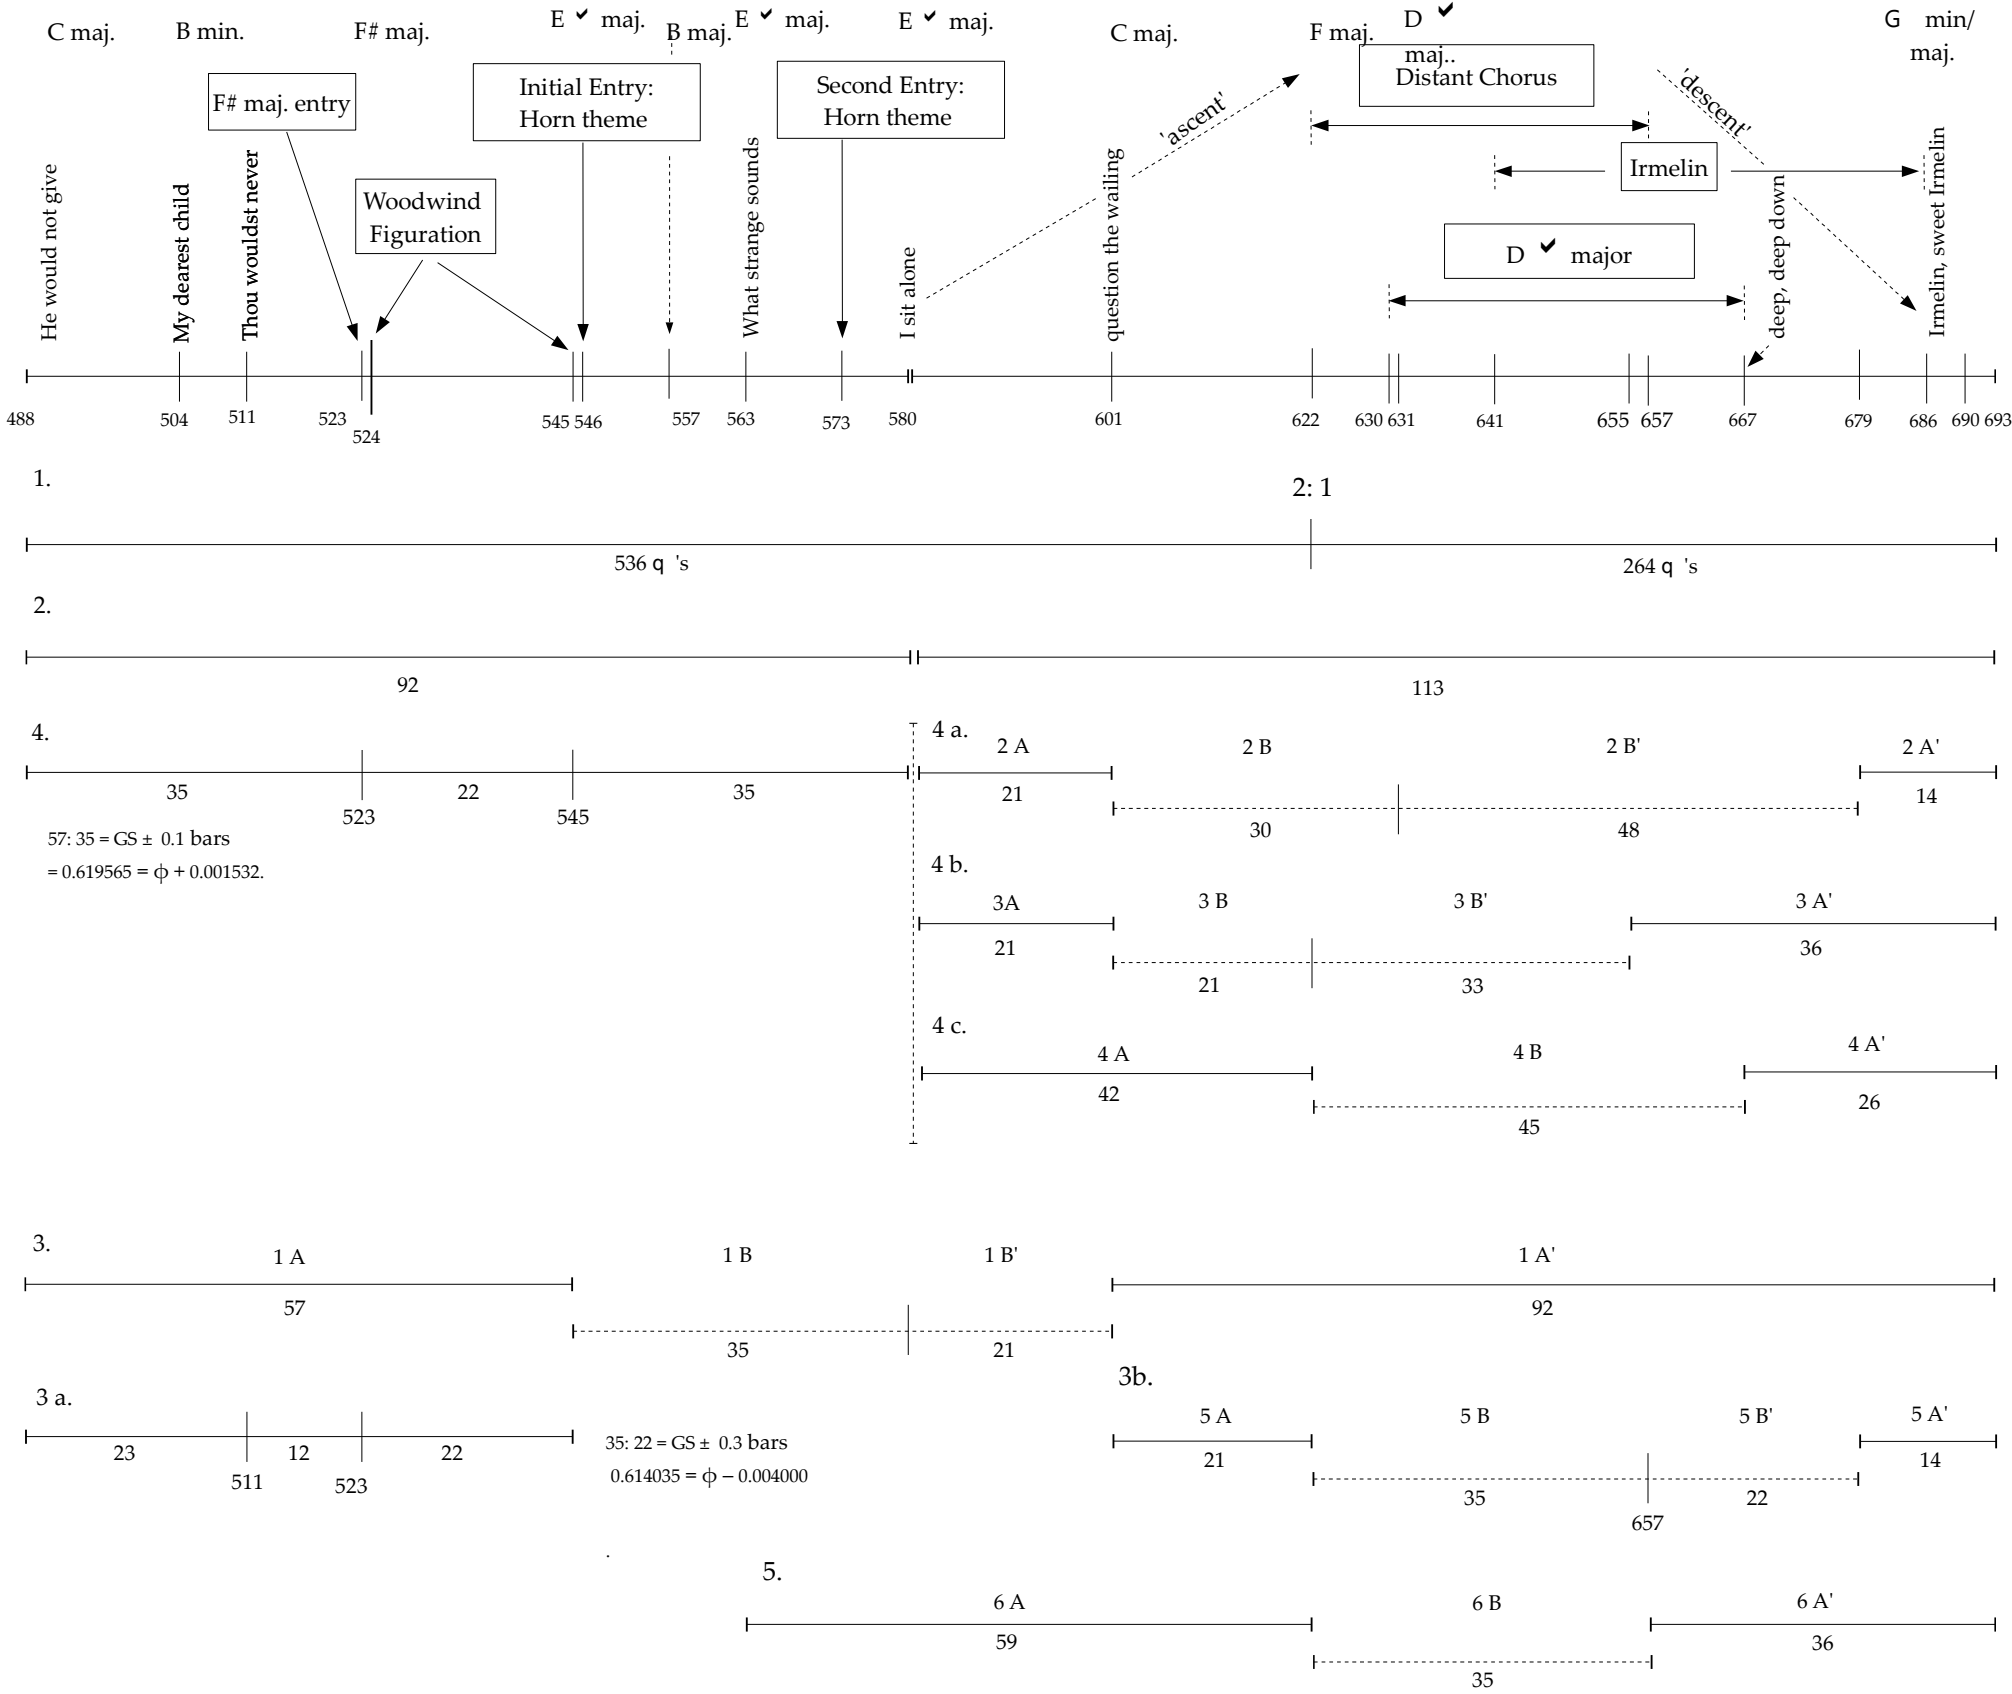 C maj.
B min.
F# maj.
E ✔ maj.
B maj.
E ✔ maj.
E ✔ maj.
C maj.
F maj.
D ✔
maj..
G min/
maj.
F# maj. entry
Initial Entry:
Horn theme
Second Entry:
Horn theme
Distant Chorus
Woodwind
Figuration
Irmelin
D ✔ major
'ascent'
'descent'
He would not give
My dearest child
Thou wouldst never
What strange sounds
I sit alone
question the wailing
deep, deep down
Irmelin, sweet Irmelin
488 504 511 523 524 545 546 557 563 573 580 601 622 630 631 641 655 657 667 679 686 690 693
1.
2: 1
536 q 's
264 q 's
2.
92
113
4.
35
22
35
523
545
57: 35 = GS ± 0.1 bars
= 0.619565 = ϕ + 0.001532.
4 a.
2 A
2 B
2 B'
2 A'
21
30
48
14
4 b.
3A
3 B
3 B'
3 A'
21
21
33
36
4 c.
4 A
4 B
4 A'
42
45
26
3.
1 A
1 B
1 B'
1 A'
57
35
21
92
3 a.
23
12
22
511
523
35: 22 = GS ± 0.3 bars
0.614035 = ϕ − 0.004000
.
3b.
5 A
5 B
5 B'
5 A'
21
35
22
14
657
5.
6 A
6 B
6 A'
59
35
36